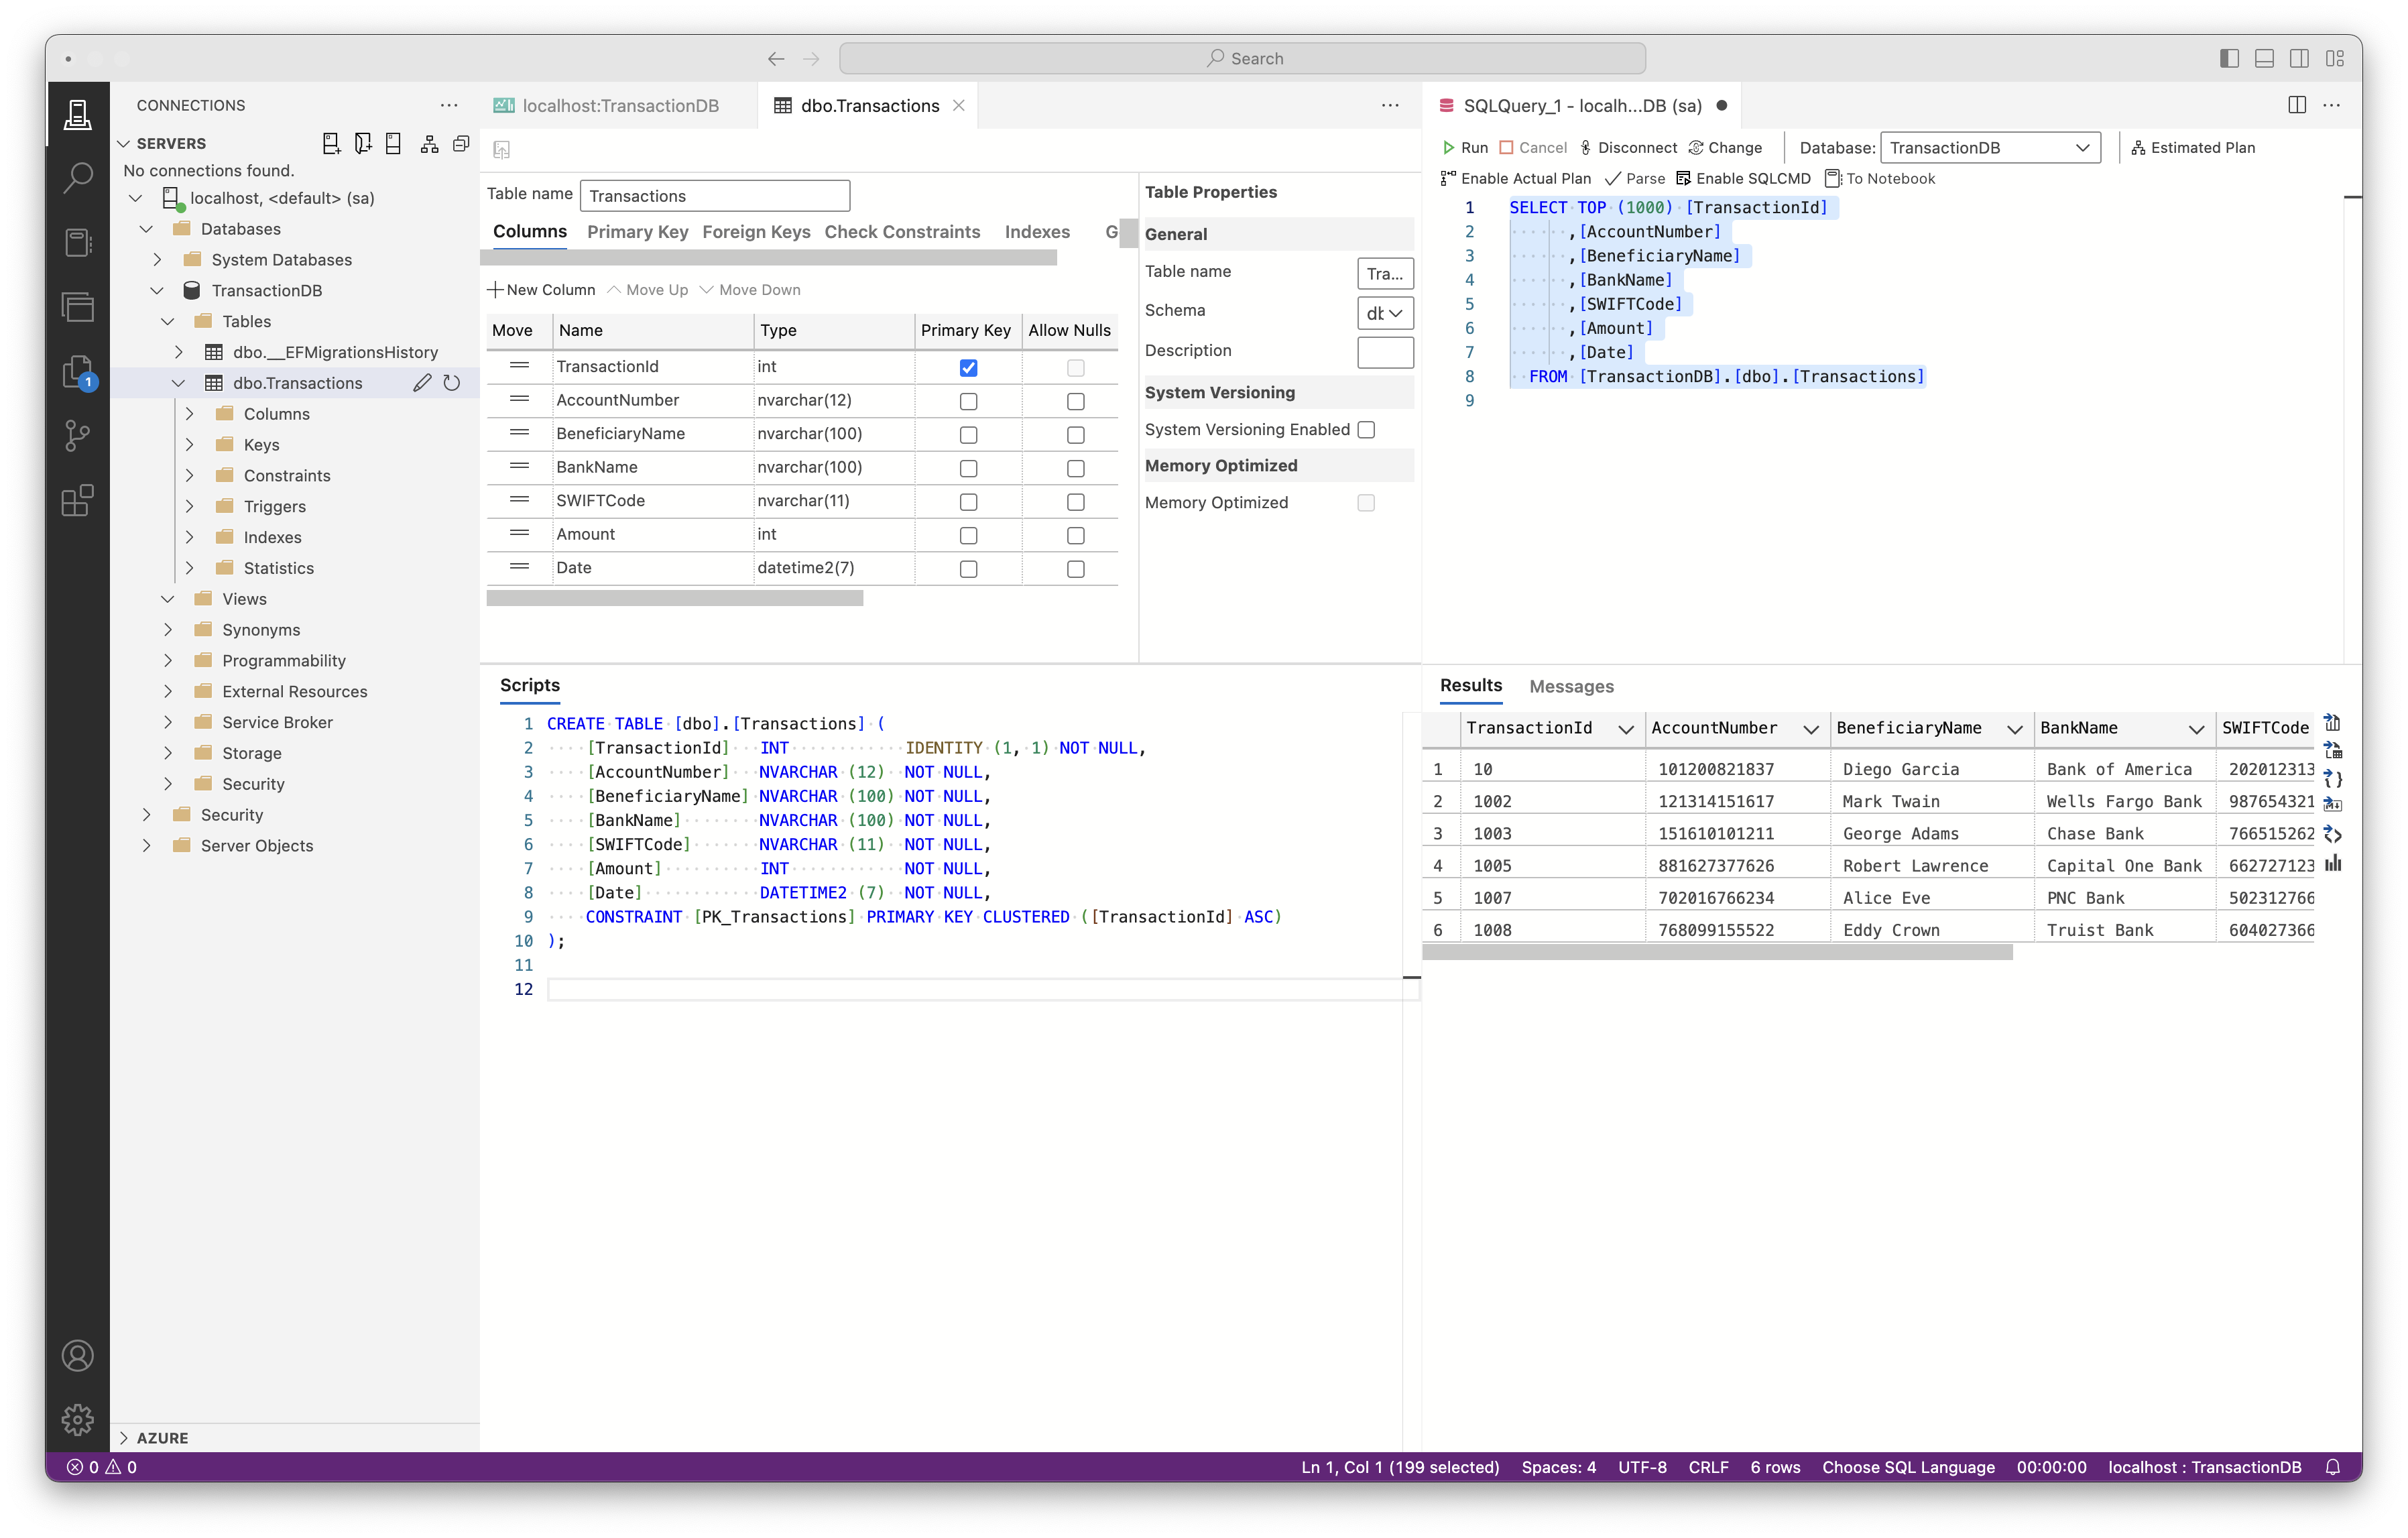 Search
CONNECTIONS
SERVERS
No connections found.
localhost, <default> (sa)
Databases
System Databases
TransactionDB
Tables
dbo.__EFMigrationsHistory
dbo.Transactions
Columns
Keys
Constraints
Triggers
Indexes
Statistics
Views
Synonyms
Programmability
External Resources
Service Broker
Storage
Security
Security
Server Objects
AZURE
1
localhost:TransactionDB
dbo.Transactions
Table name Transactions
Columns Primary Key Foreign Keys Check Constraints Indexes G
New Column Move Up Move Down
Move Name Type Primary Key Allow Nulls
TransactionId int
AccountNumber nvarchar(12)
BeneficiaryName nvarchar(100)
BankName nvarchar(100)
SWIFTCode nvarchar(11)
Amount int
Date datetime2(7)
Table Properties
General
Table name Tra...
Schema
Description
System Versioning
System Versioning Enabled
Memory Optimized
Memory Optimized
Scripts
1 CREATE TABLE [dbo].[Transactions] (
2 [TransactionId] INT IDENTITY (1, 1) NOT NULL,
3 [AccountNumber] NVARCHAR (12) NOT NULL,
4 [BeneficiaryName] NVARCHAR (100) NOT NULL,
5 [BankName] NVARCHAR (100) NOT NULL,
6 [SWIFTCode] NVARCHAR (11) NOT NULL,
7 [Amount] INT NOT NULL,
8 [Date] DATETIME2 (7) NOT NULL,
9 CONSTRAINT [PK_Transactions] PRIMARY KEY CLUSTERED ([TransactionId] ASC)
10 );
11
12
SQLQuery_1 - localh...DB (sa)
Run Cancel Disconnect Change Database: TransactionDB Estimated Plan
Enable Actual Plan Parse Enable SQLCMD To Notebook
1 SELECT TOP (1000) [TransactionId]
2 ,[AccountNumber]
3 ,[BeneficiaryName]
4 ,[BankName]
5 ,[SWIFTCode]
6 ,[Amount]
7 ,[Date]
8 FROM [TransactionDB].[dbo].[Transactions]
9
Results Messages
TransactionId AccountNumber BeneficiaryName BankName SWIFTCode
1 10 101200821837 Diego Garcia Bank of America 202012313
2 1002 121314151617 Mark Twain Wells Fargo Bank 987654321
3 1003 151610101211 George Adams Chase Bank 766515262
4 1005 881627377626 Robert Lawrence Capital One Bank 662727123
5 1007 702016766234 Alice Eve PNC Bank 502312766
6 1008 768099155522 Eddy Crown Truist Bank 604027366
0 0 Ln 1, Col 1 (199 selected) Spaces: 4 UTF-8 CRLF 6 rows Choose SQL Language 00:00:00 localhost : TransactionDB